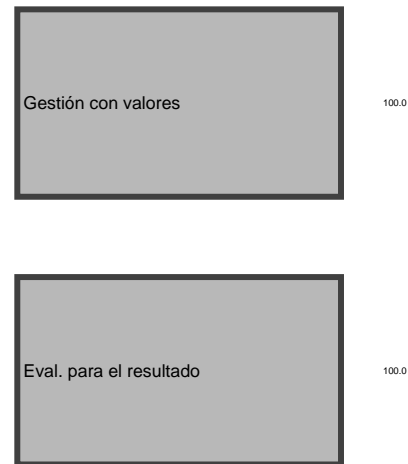 Gestión con valores
100.0
Eval. para el resultado
100.0